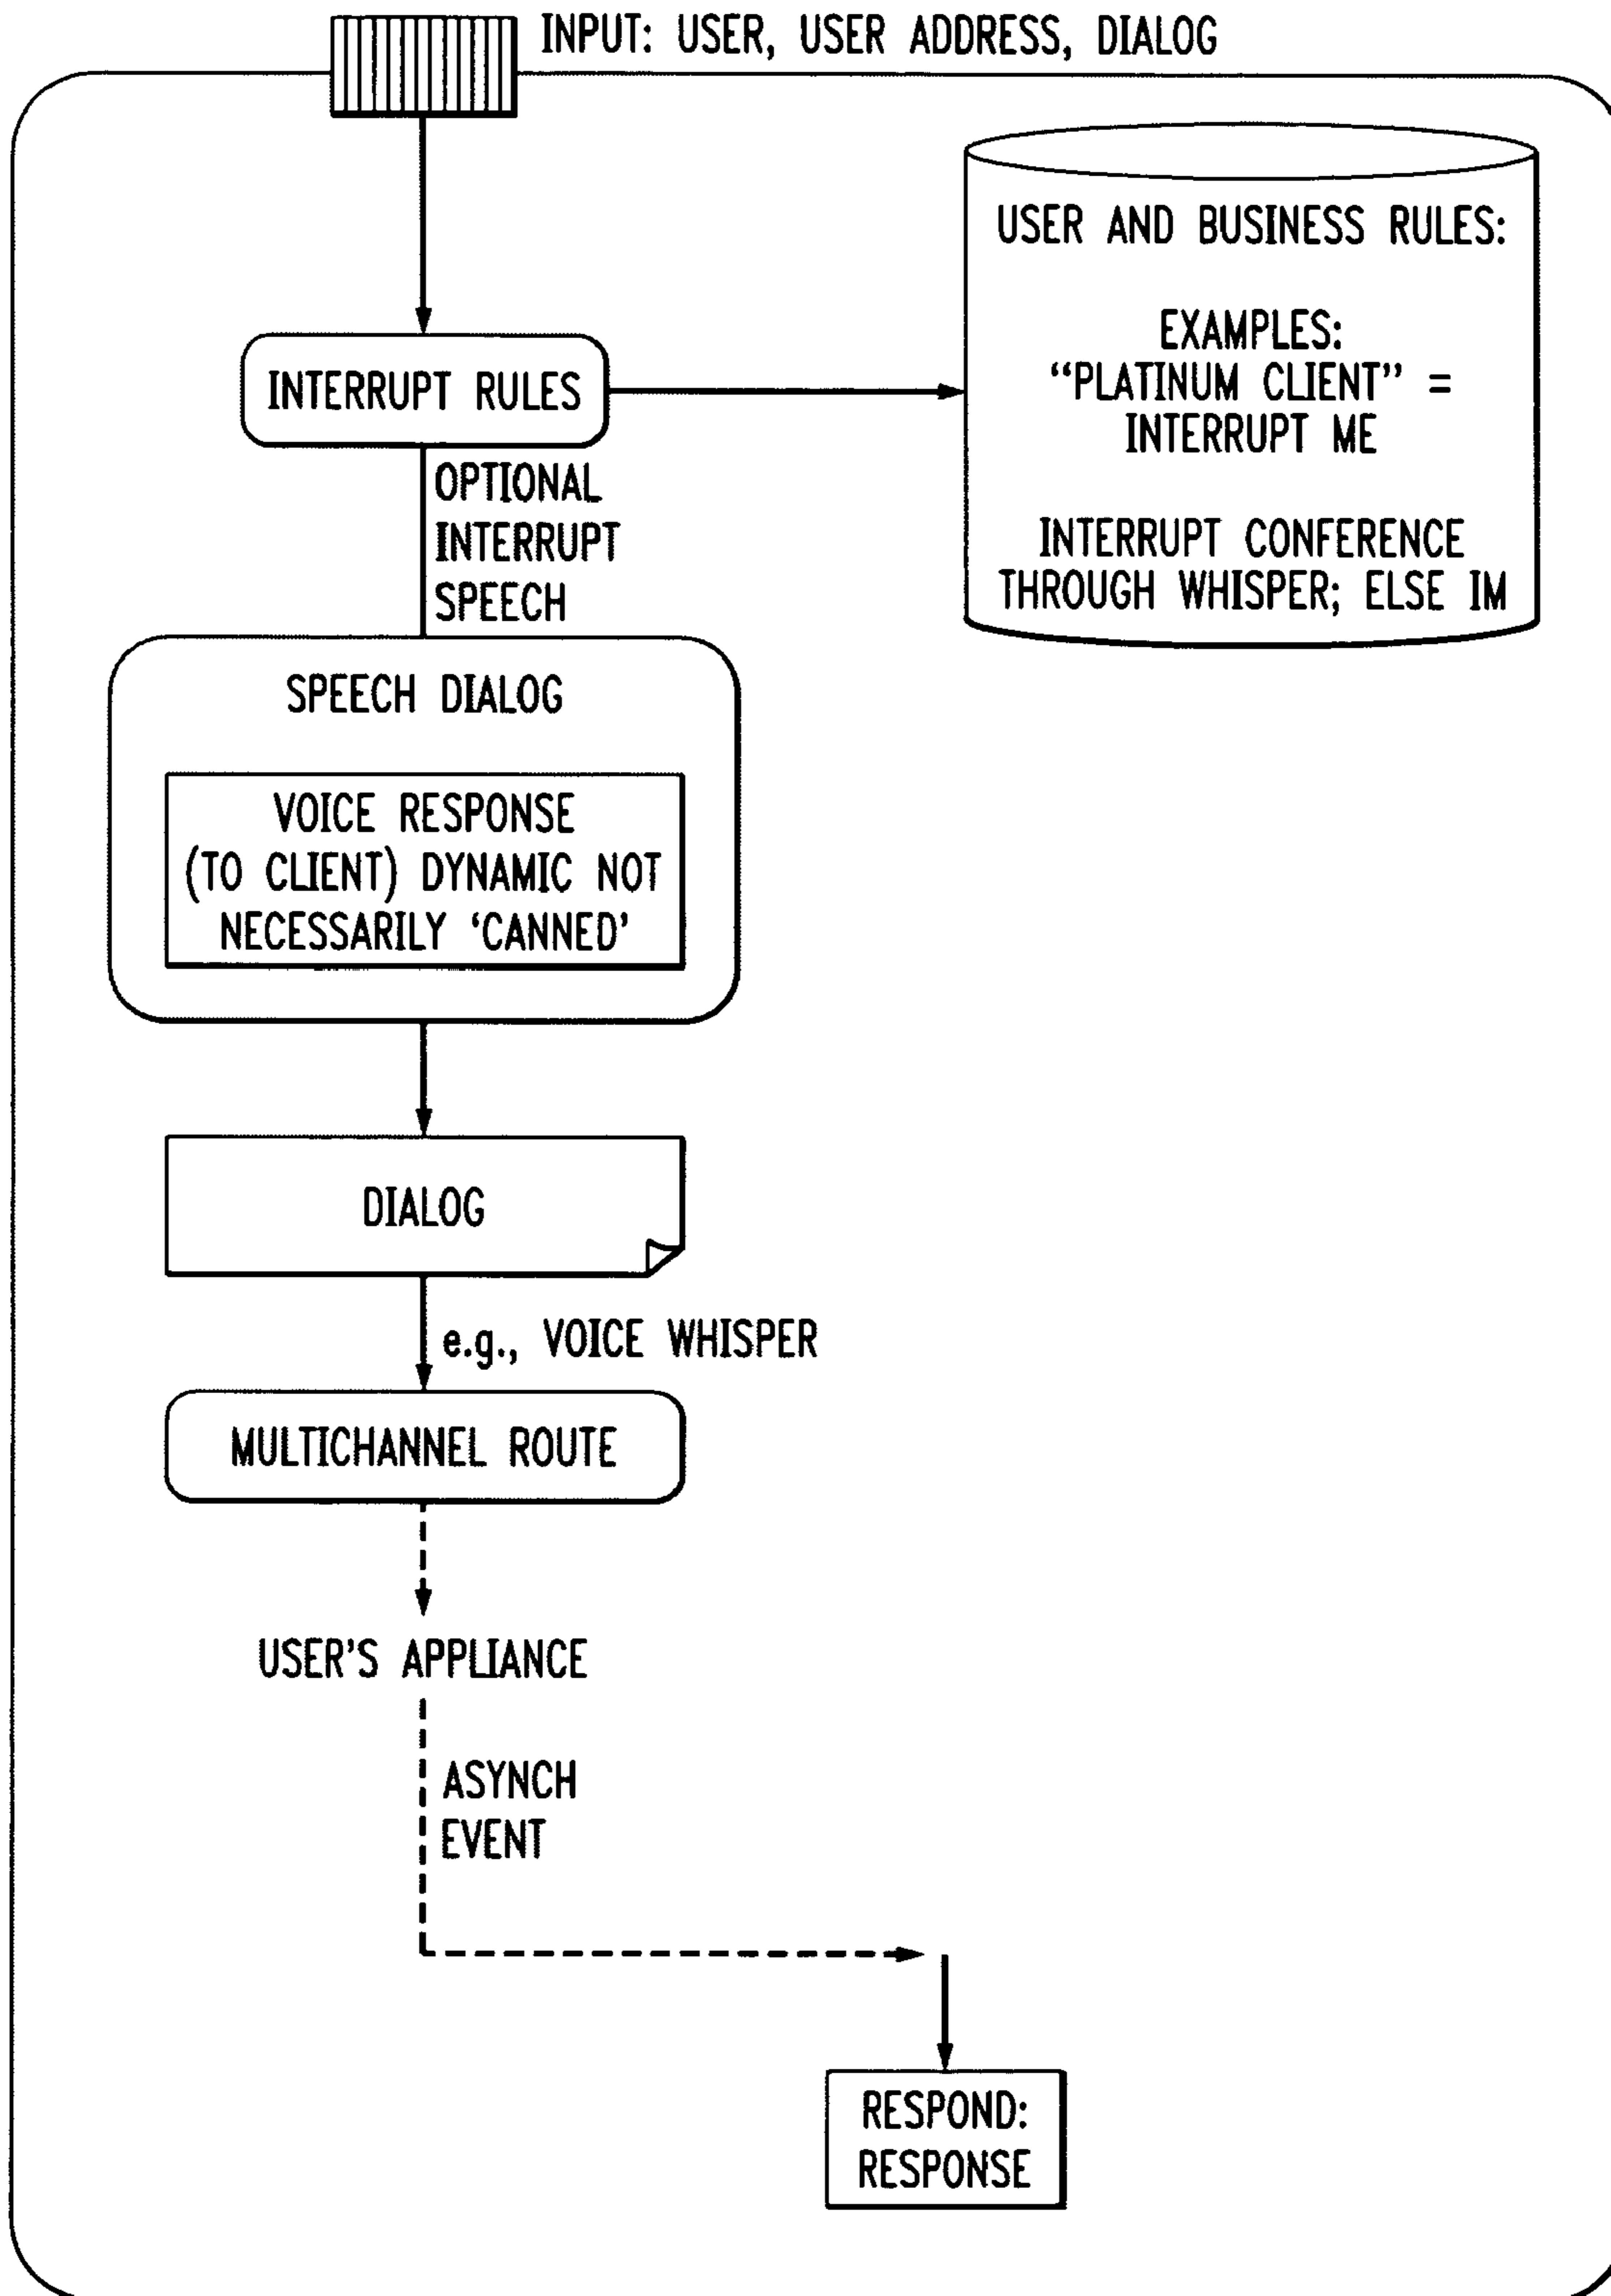 INPUT: USER, USER ADDRESS, DIALOG
USER AND BUSINESS RULES:
EXAMPLES:
“PLATINUM CLIENT” =
INTERRUPT ME
INTERRUPT CONFERENCE
THROUGH WHISPER; ELSE IM
INTERRUPT RULES
OPTIONAL
INTERRUPT
SPEECH
SPEECH DIALOG
VOICE RESPONSE
(TO CLIENT) DYNAMIC NOT
NECESSARILY ‘CANNED’
DIALOG
e.g., VOICE WHISPER
MULTICHANNEL ROUTE
USER'S APPLIANCE
ASYNCH
EVENT
RESPOND:
RESPONSE